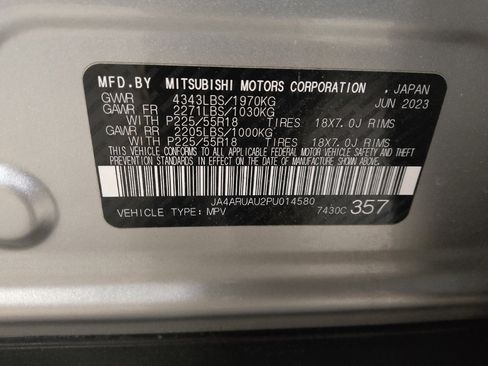 MFD.BY MITSUBISHI MOTORS CORPORATION , JAPAN
GVWR 4343LBS/1970KG JUN 2023
GAWR FR 2271LBS/1030KG
WITH P225/55R18 TIRES 18X7.0J RIMS
GAWR RR 2205LBS/1000KG
WITH P225/55R18 TIRES 18X7.0J RIMS
THIS VEHICLE CONFORMS TO ALL APPLICABLE U.S. FEDERAL MOTOR VEHICLE SAFETY AND THEFT
PREVENTION STANDARDS IN EFFECT ON THE DATE OF MANUFACTURE SHOWN ABOVE.
JA4ARUAU2PU014580
VEHICLE TYPE: MPV 7430C 357